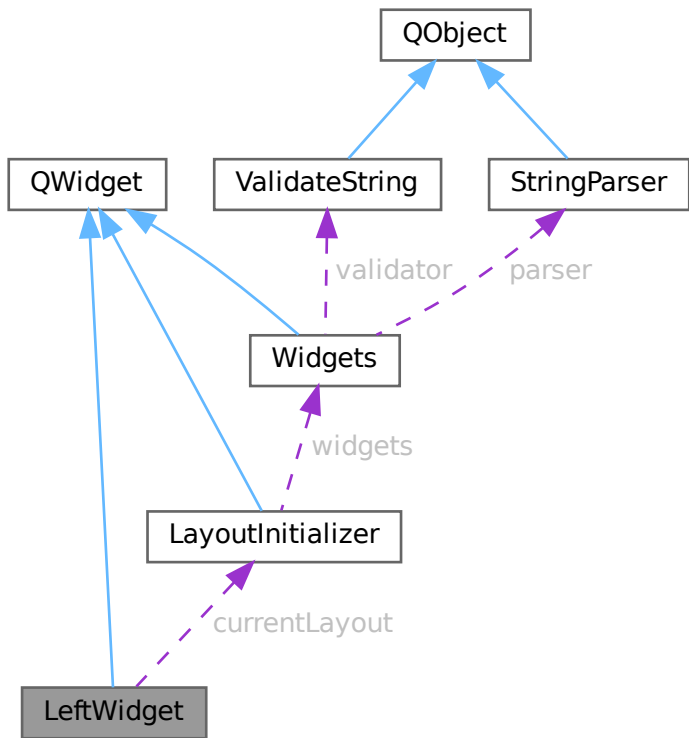 QObject
QWidget
ValidateString
StringParser
validator
parser
Widgets
widgets
LayoutInitializer
currentLayout
LeftWidget